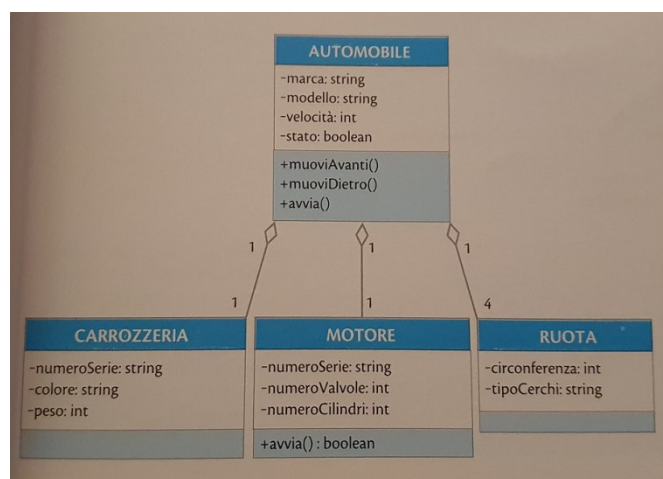 AUTOMOBILE
-marca: string
-modello: string
-velocità: int
-stato: boolean
+muoviAvanti()
+muoviDietro()
+avvia()
1
1
1
1
1
4
CARROZZERIA
-numeroSerie: string
-colore: string
-peso: int
MOTORE
-numeroSerie: string
-numeroValvole: int
-numeroCilindri: int
+avvia() : boolean
RUOTA
-circonferenza: int
-tipoCerchi: string